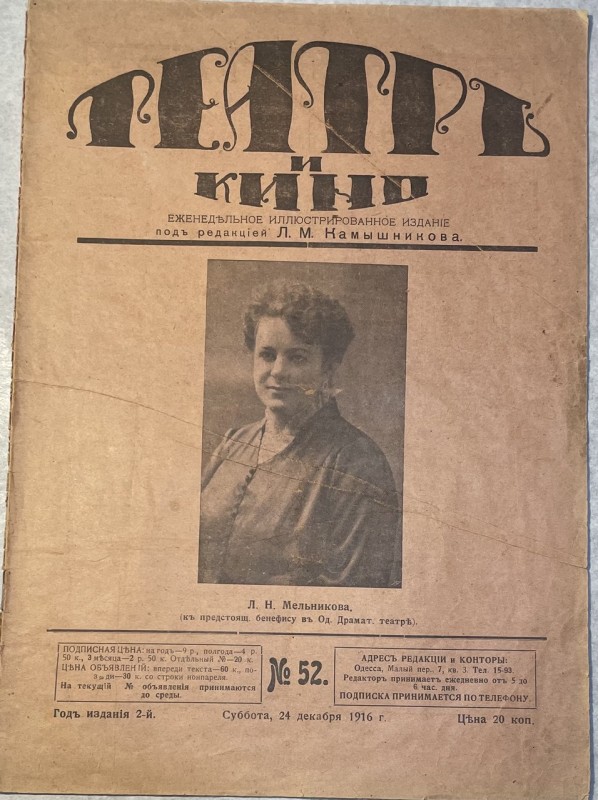 ТЕАТРЪ
И
КИНО
ЕЖЕНЕДѢЛЬНОЕ ИЛЛЮСТРИРОВАННОЕ ИЗДАНІЕ
подъ редакціей Л. М. Камышникова.
Л. Н. Мельникова,
(къ предстоящ. бенефису въ Од. Драмат. театрѣ).
ПОДПИСНАЯ ЦѢНА: на годъ—9 р., полгода—4 р.
50 к., 3 мѣсяца—2 р. 50 к. Отдѣльный №—20 к.
ЦѢНА ОБЪЯВЛЕНІЙ: впереди текста—60 к., по-
зади—30 к. со строки нонпареля.
На текущій № объявленія принимаются
до среды.
№ 52.
АДРЕСЪ РЕДАКЦІИ и КОНТОРЫ:
Одесса, Малый пер., 7, кв. 3. Тел. 15-93.
Редакторъ принимаетъ ежедневно отъ 5 до
6 час. дня.
ПОДПИСКА ПРИНИМАЕТСЯ ПО ТЕЛЕФОНУ.
Годъ изданія 2-й.
Суббота, 24 декабря 1916 г.
Цѣна 20 коп.